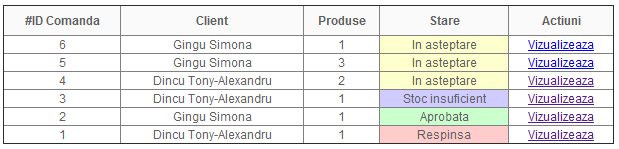 #ID Comanda Client Produse Stare Actiuni
6 Gingu Simona 1 In asteptare Vizualizeaza
5 Gingu Simona 3 In asteptare Vizualizeaza
4 Dincu Tony-Alexandru 2 In asteptare Vizualizeaza
3 Dincu Tony-Alexandru 1 Stoc insuficient Vizualizeaza
2 Gingu Simona 1 Aprobata Vizualizeaza
1 Dincu Tony-Alexandru 1 Respinsa Vizualizeaza